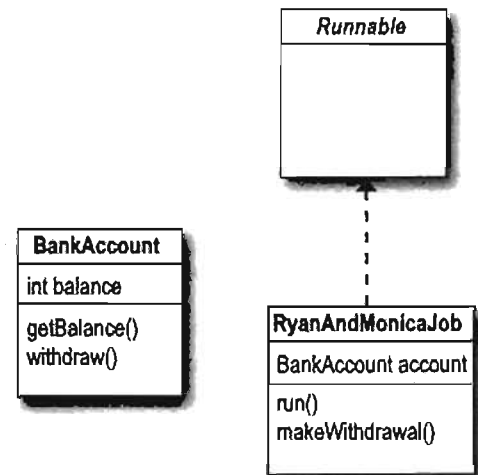 Runnable
BankAccount
int balance
getBalance()
withdraw()
RyanAndMonicaJob
BankAccount account
run()
makeWithdrawal()